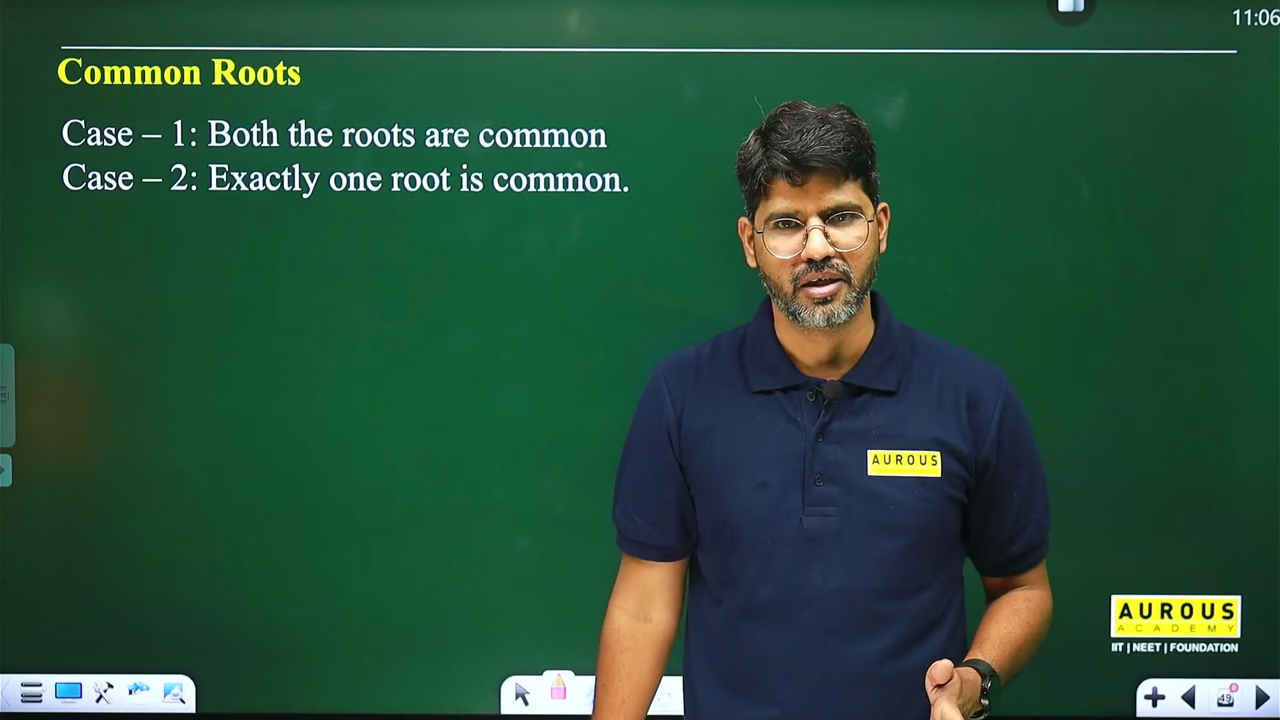 11:06
Common Roots
Case – 1: Both the roots are common
Case – 2: Exactly one root is common.
AUROUS
AUROUS
ACADEMY
IIT | NEET | FOUNDATION
49